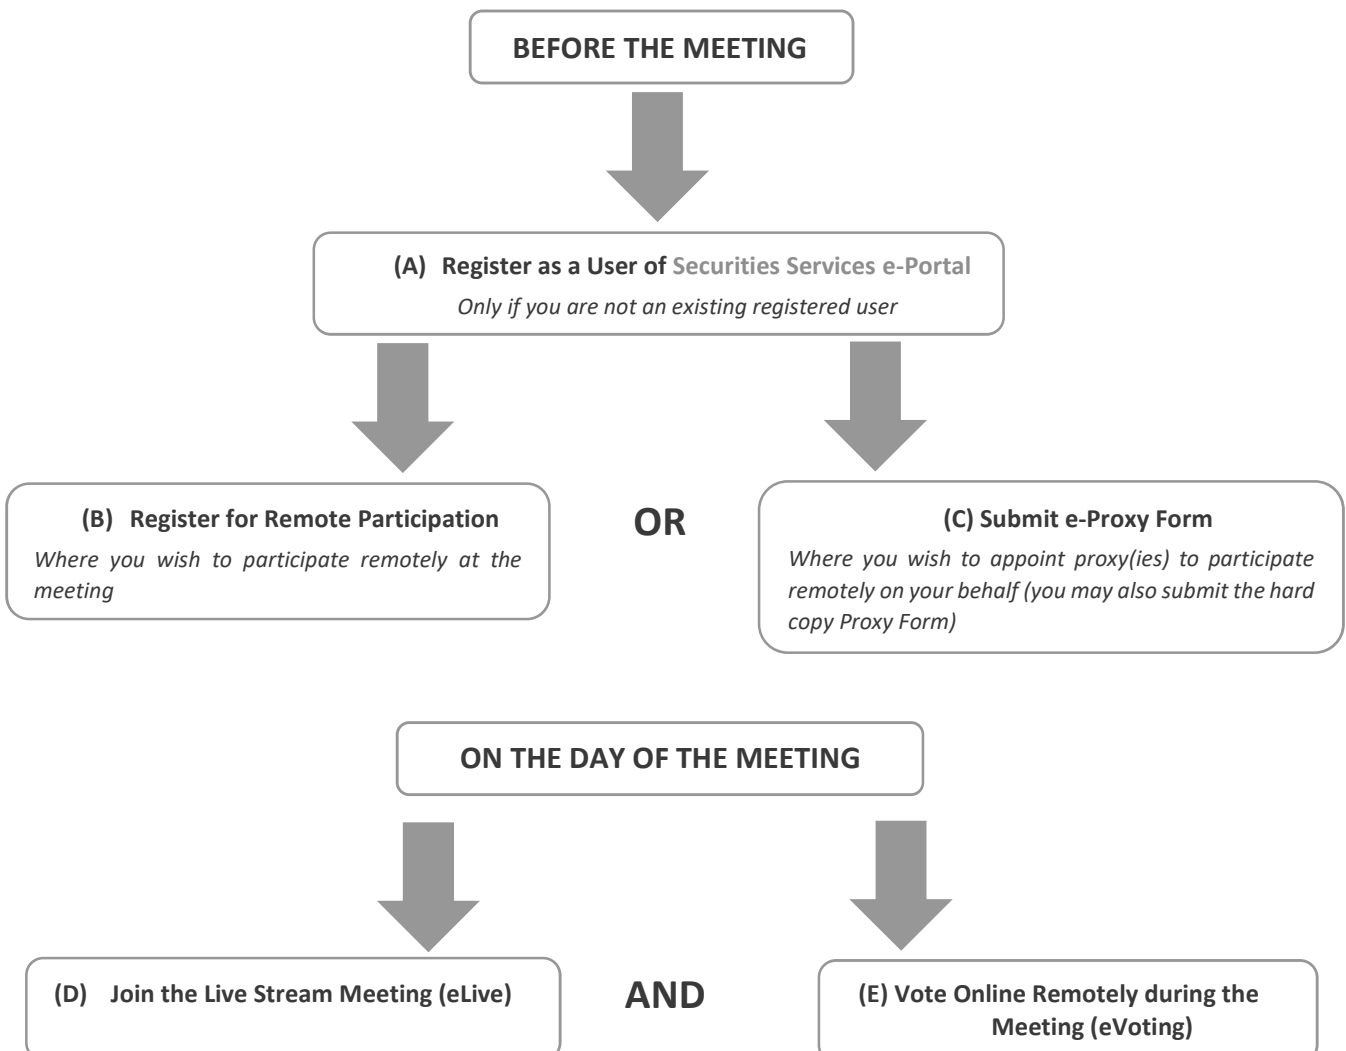 BEFORE THE MEETING
(A) Register as a User of Securities Services e-Portal
Only if you are not an existing registered user
(B) Register for Remote Participation
Where you wish to participate remotely at the
meeting
OR
(C) Submit e-Proxy Form
Where you wish to appoint proxy(ies) to participate
remotely on your behalf (you may also submit the hard
copy Proxy Form)
ON THE DAY OF THE MEETING
(D) Join the Live Stream Meeting (eLive)
AND
(E) Vote Online Remotely during the
Meeting (eVoting)